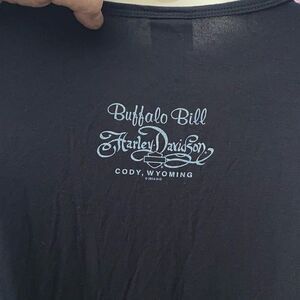 Buffalo Bill
Harley-Davidson
CODY, WYOMING